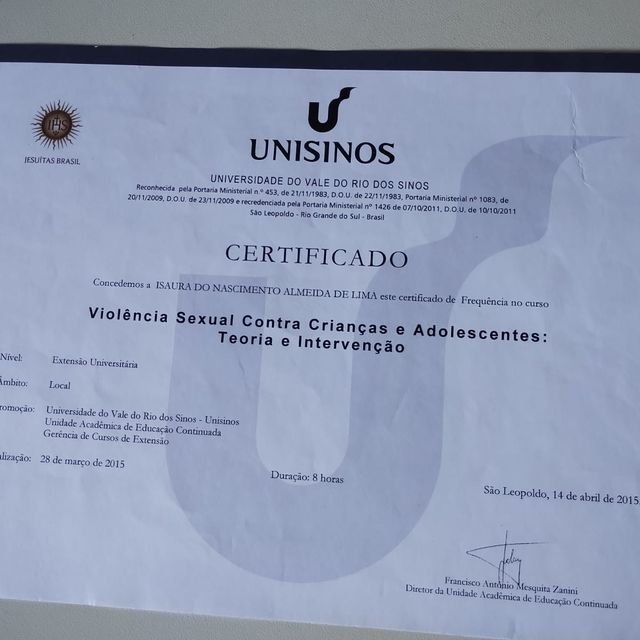 IHS
JESUÍTAS BRASIL
UNISINOS
UNIVERSIDADE DO VALE DO RIO DOS SINOS
Reconhecida pela Portaria Ministerial n.º 453, de 21/11/1983, D.O.U. de 22/11/1983, Portaria Ministerial nº 1083, de
20/11/2009, D.O.U. de 23/11/2009 e recredenciada pela Portaria Ministerial nº 1426 de 07/10/2011, D.O.U. de 10/10/2011
São Leopoldo - Rio Grande do Sul - Brasil
CERTIFICADO
Concedemos a ISAURA DO NASCIMENTO ALMEIDA DE LIMA este certificado de Frequência no curso
Violência Sexual Contra Crianças e Adolescentes:
Teoria e Intervenção
Nível: Extensão Universitária
Âmbito: Local
romoção: Universidade do Vale do Rio dos Sinos - Unisinos
Unidade Acadêmica de Educação Continuada
Gerência de Cursos de Extensão
alização: 28 de março de 2015
Duração: 8 horas
São Leopoldo, 14 de abril de 2015.
Francisco Antônio Mesquita Zanini
Diretor da Unidade Acadêmica de Educação Continuada